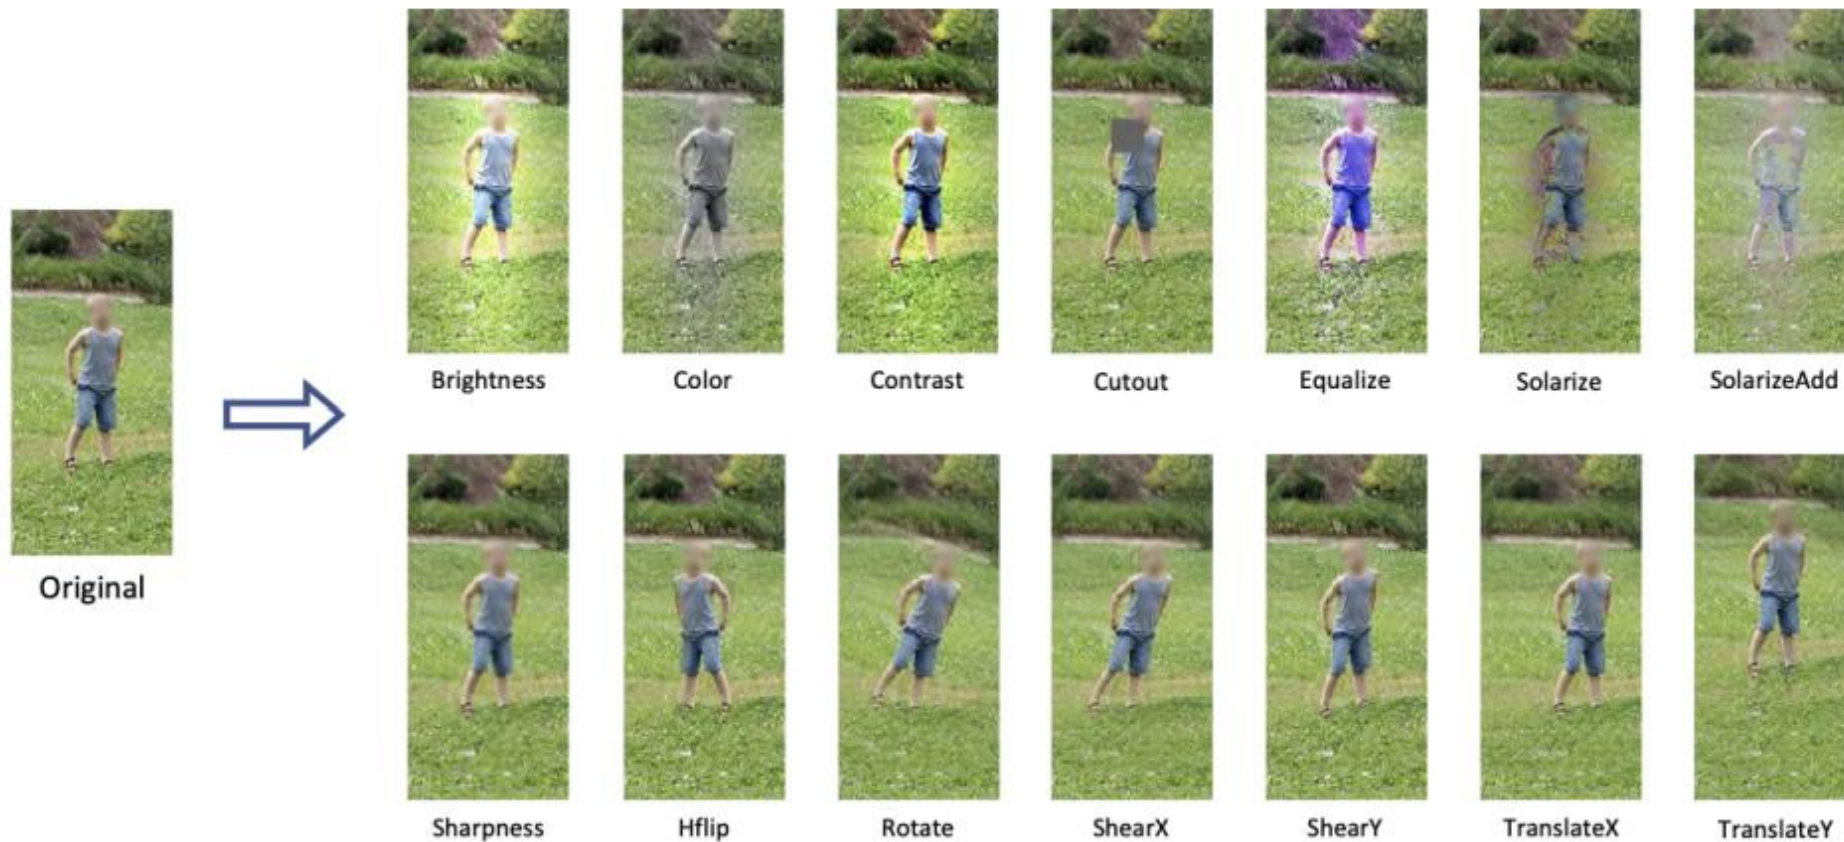 Brightness
Color
Contrast
Cutout
Equalize
Solarize
SolarizeAdd
Original
Sharpness
Hflip
Rotate
ShearX
ShearY
TranslateX
TranslateY